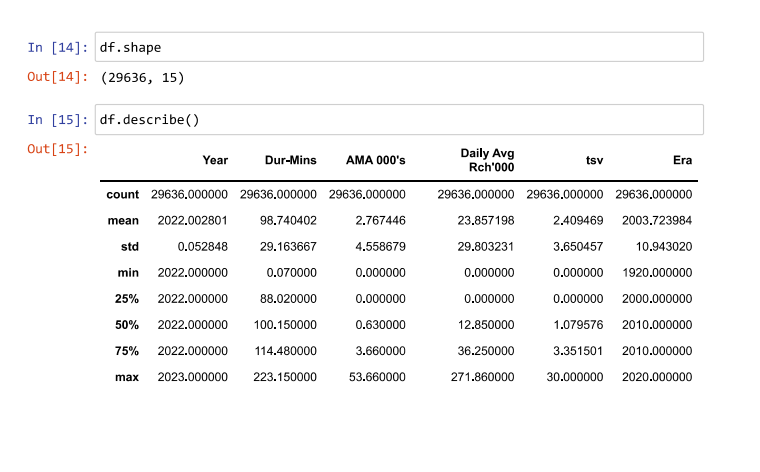 In [14]: df.shape
Out[14]: (29636, 15)
In [15]: df.describe()
Out[15]:
Year Dur-Mins AMA 000's Daily Avg Rch'000 tsv Era
count 29636.000000 29636.000000 29636.000000 29636.000000 29636.000000 29636.000000
mean 2022.002801 98.740402 2.767446 23.857198 2.409469 2003.723984
std 0.052848 29.163667 4.558679 29.803231 3.650457 10.943020
min 2022.000000 0.070000 0.000000 0.000000 0.000000 1920.000000
25% 2022.000000 88.020000 0.000000 0.000000 0.000000 2000.000000
50% 2022.000000 100.150000 0.630000 12.850000 1.079576 2010.000000
75% 2022.000000 114.480000 3.660000 36.250000 3.351501 2010.000000
max 2023.000000 223.150000 53.660000 271.860000 30.000000 2020.000000